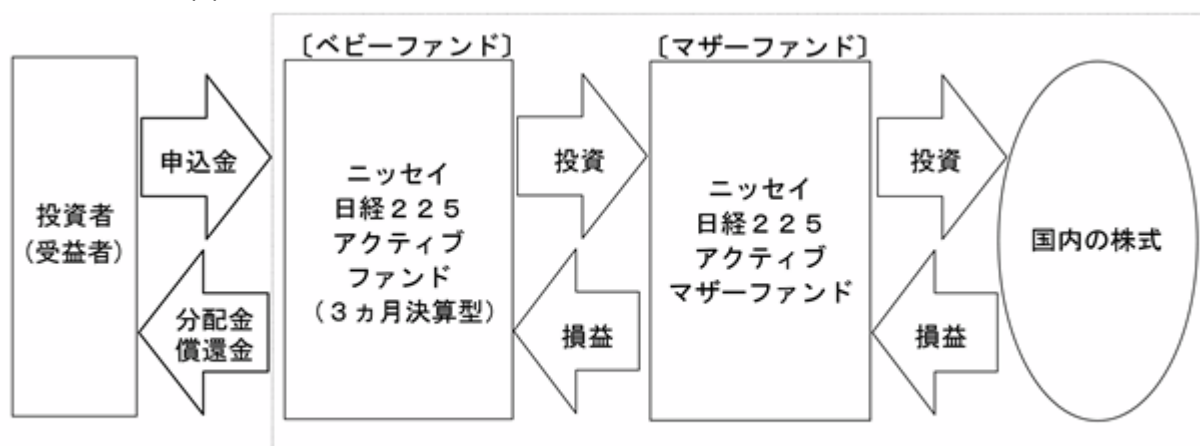 〔ベビーファンド〕
〔マザーファンド〕
投資者
（受益者）
申込金
分配金
償還金
ニッセイ
日経２２５
アクティブ
ファンド
（３ヵ月決算型）
投資
損益
ニッセイ
日経２２５
アクティブ
マザーファンド
投資
損益
国内の株式